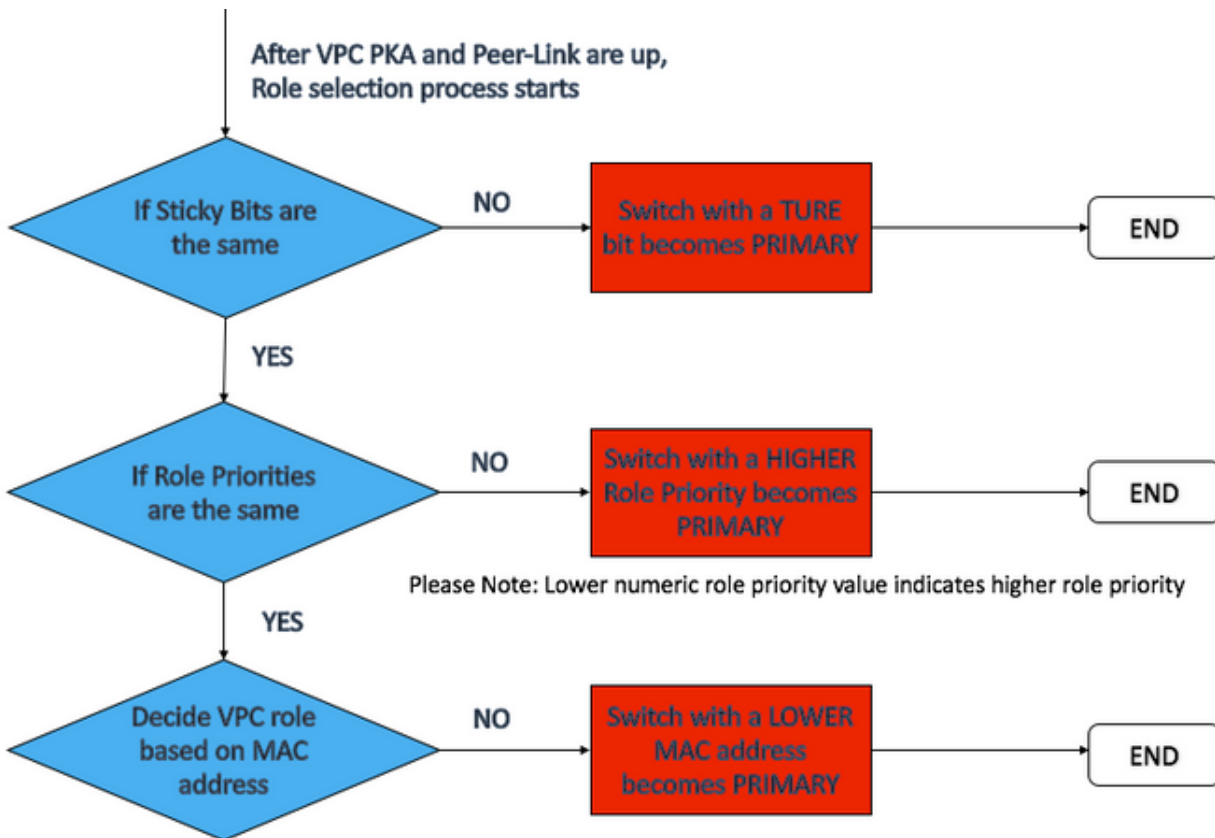 After VPC PKA and Peer-Link are up,
Role selection process starts
If Sticky Bits are
the same
NO
Switch with a TURE
bit becomes PRIMARY
END
YES
If Role Priorities
are the same
NO
Switch with a HIGHER
Role Priority becomes
PRIMARY
END
Please Note: Lower numeric role priority value indicates higher role priority
YES
Decide VPC role
based on MAC
address
NO
Switch with a LOWER
MAC address
becomes PRIMARY
END